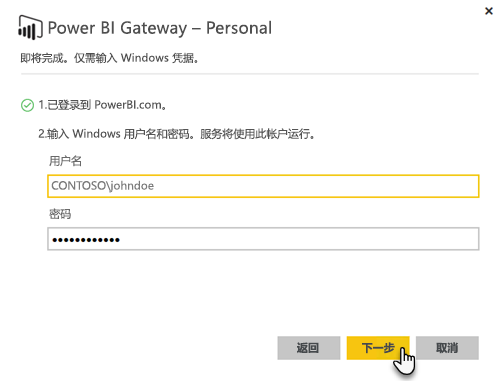 Power BI Gateway – Personal
即将完成。仅需输入 Windows 凭据。
1.已登录到 PowerBI.com。
2.输入 Windows 用户名和密码。服务将使用此帐户运行。
用户名
CONTOSO\johndoe
密码
••••••••••••
返回 下一步 取消